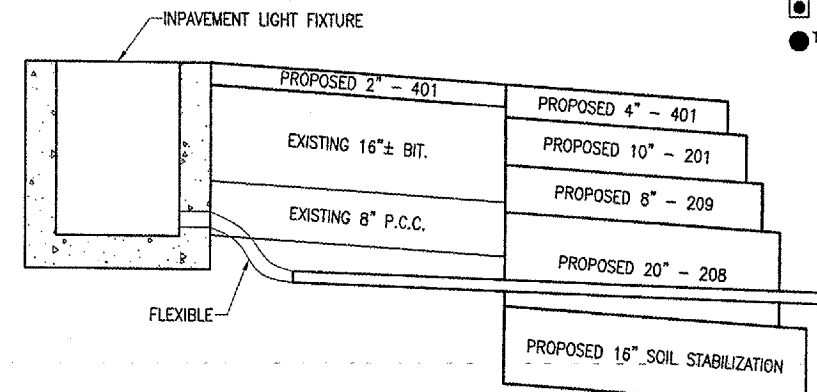 INPAVEMENT LIGHT FIXTURE
PROPOSED 2" - 401
PROPOSED 4" - 401
EXISTING 16"± BIT.
PROPOSED 10" - 201
PROPOSED 8" - 209
EXISTING 8" P.C.C.
PROPOSED 20" - 208
FLEXIBLE
PROPOSED 16" SOIL STABILIZATION